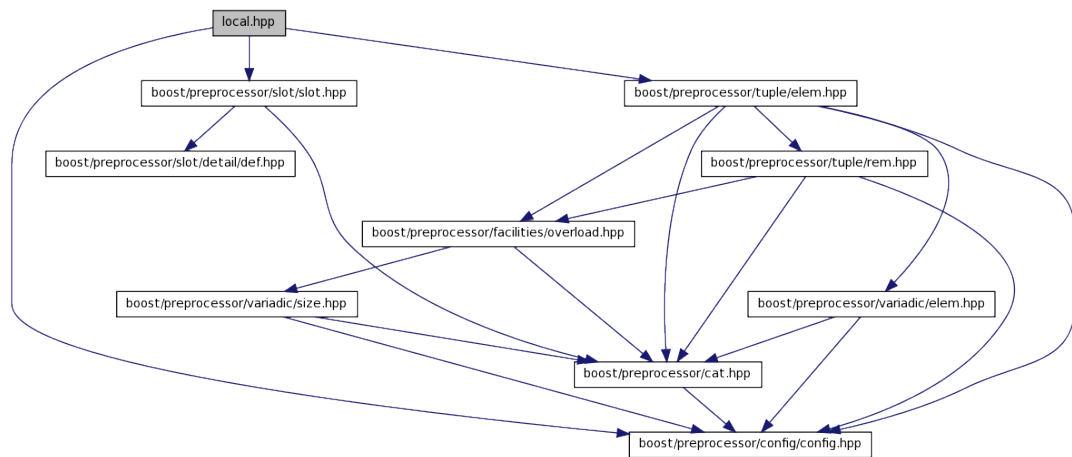 local.hpp
boost/preprocessor/slot/slot.hpp
boost/preprocessor/tuple/elem.hpp
boost/preprocessor/slot/detail/def.hpp
boost/preprocessor/tuple/rem.hpp
boost/preprocessor/facilities/overload.hpp
boost/preprocessor/variadic/size.hpp
boost/preprocessor/variadic/elem.hpp
boost/preprocessor/cat.hpp
boost/preprocessor/config/config.hpp